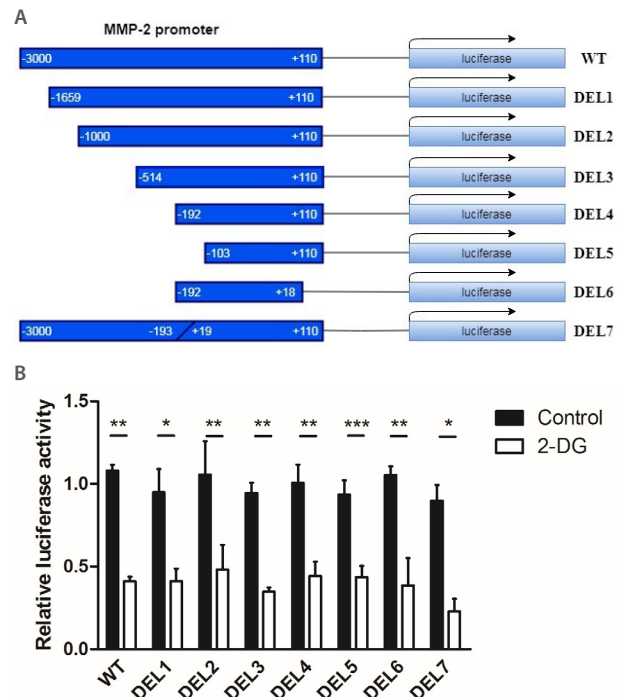 A
MMP-2 promoter
-3000 +110 luciferase WT
-1659 +110 luciferase DEL1
-1000 +110 luciferase DEL2
-514 +110 luciferase DEL3
-192 +110 luciferase DEL4
-103 +110 luciferase DEL5
-192 +18 luciferase DEL6
-3000 -193 +19 +110 luciferase DEL7
B
Relative luciferase activity
1.5
1.0
0.5
0.0
** * ** ** ** *** ** *
Control
2-DG
WT DEL1 DEL2 DEL3 DEL4 DEL5 DEL6 DEL7